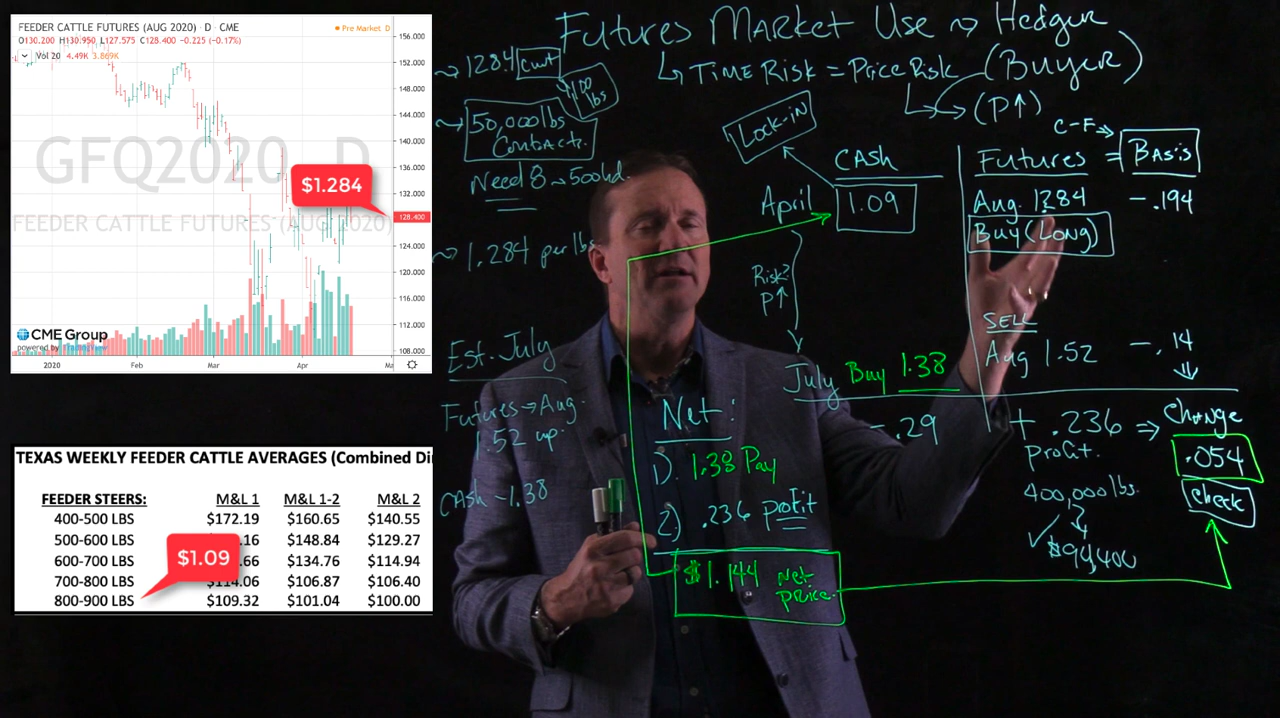 FEEDER CATTLE FUTURES (AUG 2020) · D · CME
Pre Market D
O130.200 H130.950 L127.575 C128.400 -0.225 (-0.17%)
Vol 20 4.49K 3.869K
GFQ2020, D
FEEDER CATTLE FUTURES (AUG 2020)
$1.284
156.000
148.000
144.000
140.000
136.000
132.000
128.400
124.000
120.000
116.000
112.000
108.000
CME Group
powered by
2020 Feb Mar Apr Ma
TEXAS WEEKLY FEEDER CATTLE AVERAGES (Combined Di
FEEDER STEERS: M&L 1 M&L 1-2 M&L 2
400-500 LBS $172.19 $160.65 $140.55
500-600 LBS .16 148.84 $129.27
600-700 LBS .66 $134.76 $114.94
700-800 LBS $114.06 $106.87 $106.40
800-900 LBS $109.32 $101.04 $100.00
$1.09
Futures Market Use → Hedger
↳ Time Risk = Price Risk (Buyer)
(P↑)
→ 128.4/cwt
100 lbs
→ 50,000 lbs
Contract.
Need 8 → 500hd.
→ 1.284 per lbs
Est. July
Futures → Aug.
1.52 up.
Cash - 1.38
Lock-in
Cash
April 1.09
Risk?
P↑
July Buy 1.38
-.29
C-F →
Futures = Basis
Aug. 1.284 -.194
Buy (Long)
SELL
Aug 1.52 -.14
+ .236 ⇒ Change
profit. .054
400,000 lbs. Check
✓ $94,400
Net:
1). 1.38 Pay
2) .236 profit
$1.144 Net
Price.